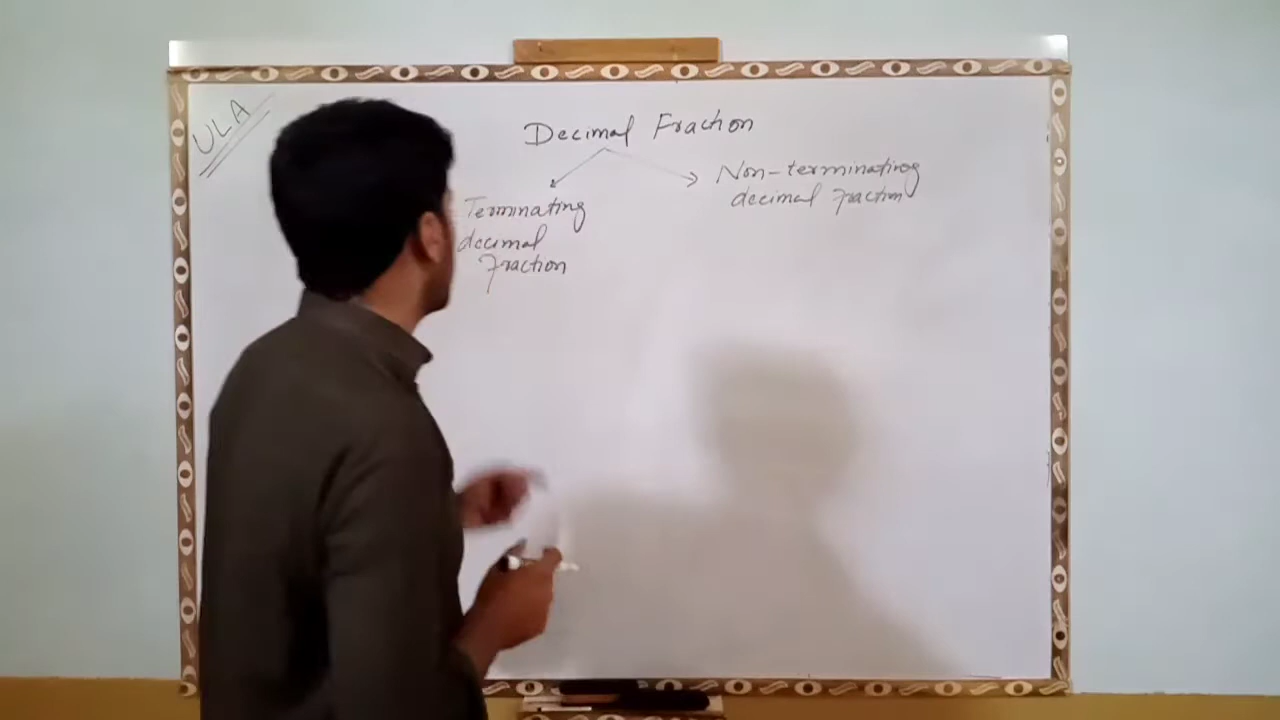 ULA
Decimal Fraction
Terminating
decimal
Fraction
Non-terminating
decimal Fraction